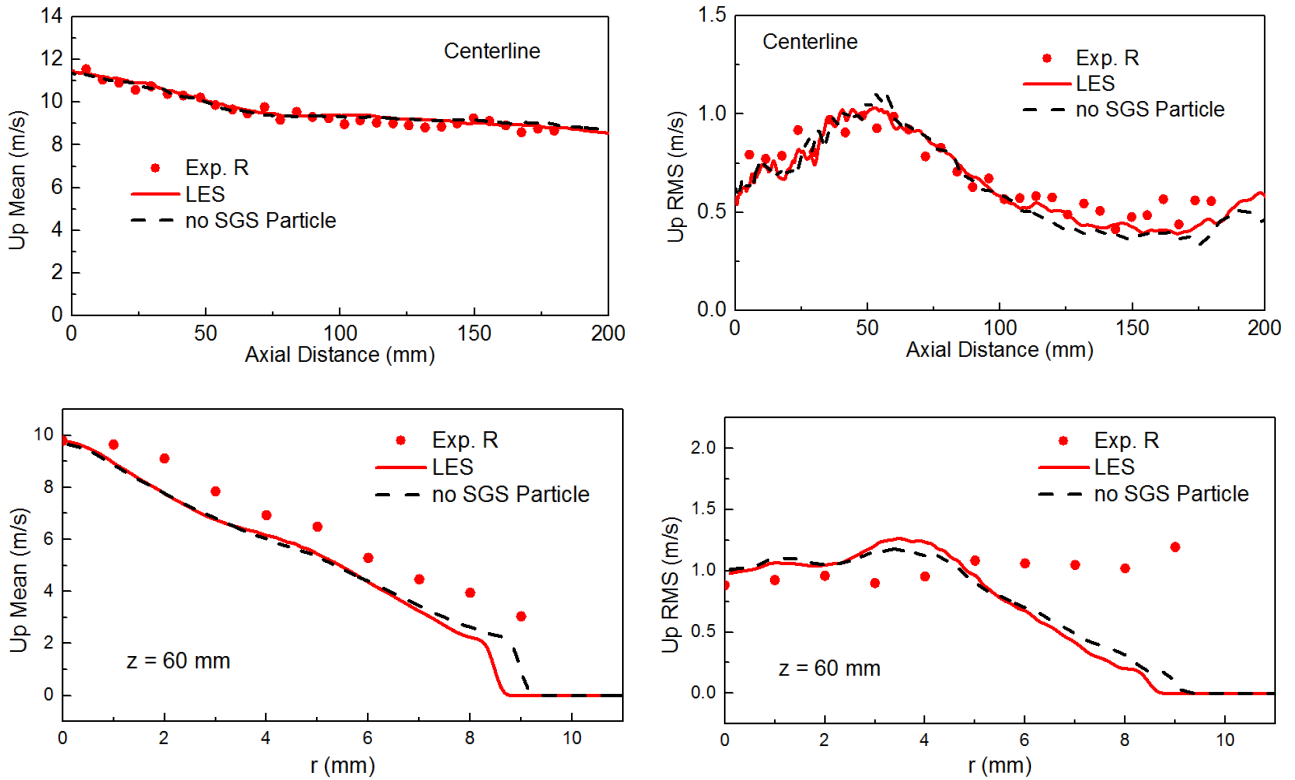 14
12
10
8
6
4
2
0
Up Mean (m/s)
Centerline
Exp. R
LES
no SGS Particle
0 50 100 150 200
Axial Distance (mm)
1.5
1.0
0.5
0.0
Up RMS (m/s)
Centerline
Exp. R
LES
no SGS Particle
0 50 100 150 200
Axial Distance (mm)
10
8
6
4
2
0
Up Mean (m/s)
Exp. R
LES
no SGS Particle
z = 60 mm
0 2 4 6 8 10
r (mm)
2.0
1.5
1.0
0.5
0.0
Up RMS (m/s)
Exp. R
LES
no SGS Particle
z = 60 mm
0 2 4 6 8 10
r (mm)